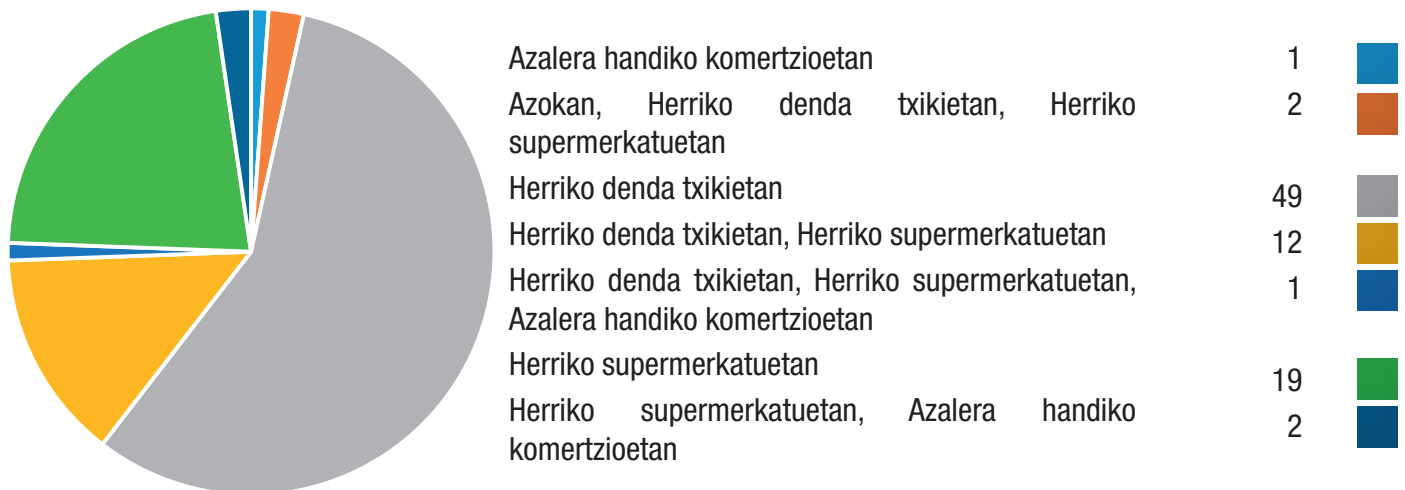 Azalera handiko komertzioetan 1
Azokan, Herriko denda txikietan, Herriko 2
supermerkatuetan
Herriko denda txikietan 49
Herriko denda txikietan, Herriko supermerkatuetan 12
Herriko denda txikietan, Herriko supermerkatuetan, 1
Azalera handiko komertzioetan
Herriko supermerkatuetan 19
Herriko supermerkatuetan, Azalera handiko 2
komertzioetan